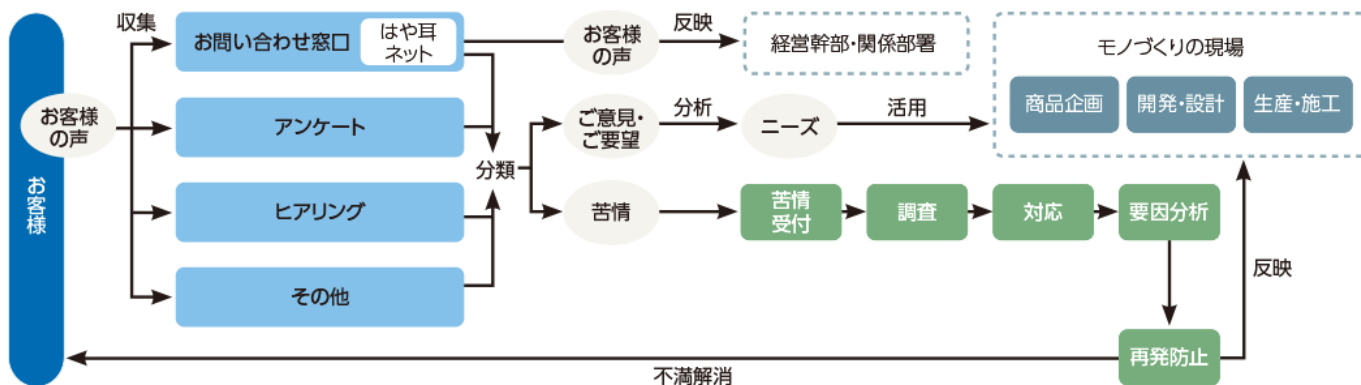 お客様
お客様
の声
収集
お問い合わせ窓口
はや耳
ネット
アンケート
ヒアリング
その他
分類
お客様
の声
反映
経営幹部・関係部署
ご意見・
ご要望
分析
ニーズ
活用
モノづくりの現場
商品企画
開発・設計
生産・施工
苦情
苦情
受付
調査
対応
要因分析
再発防止
反映
不満解消